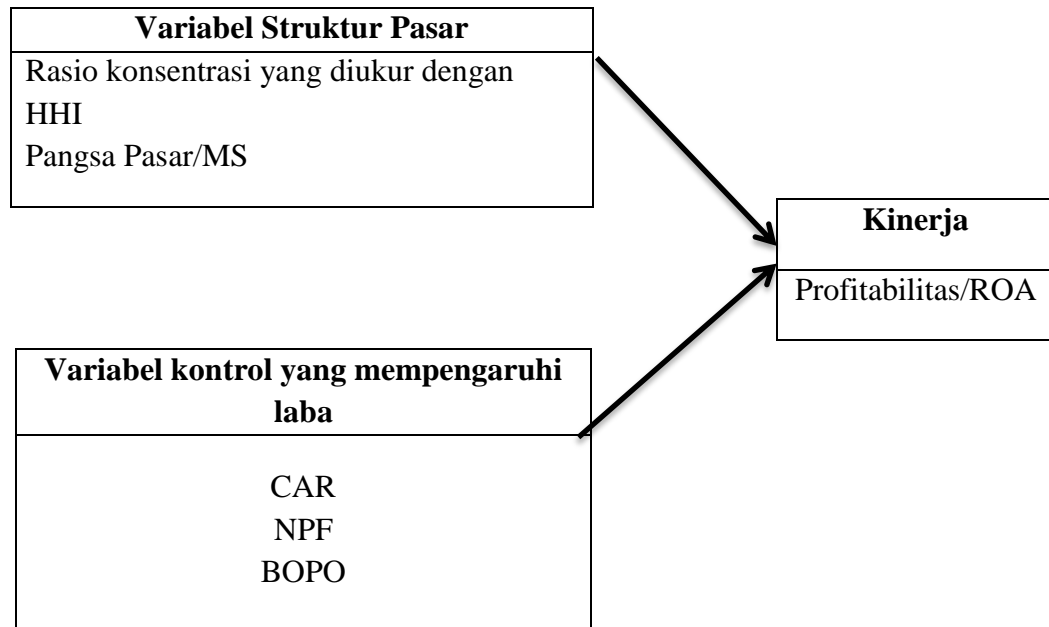 Variabel Struktur Pasar
Rasio konsentrasi yang diukur dengan
HHI
Pangsa Pasar/MS
Kinerja
Profitabilitas/ROA
Variabel kontrol yang mempengaruhi
laba
CAR
NPF
BOPO